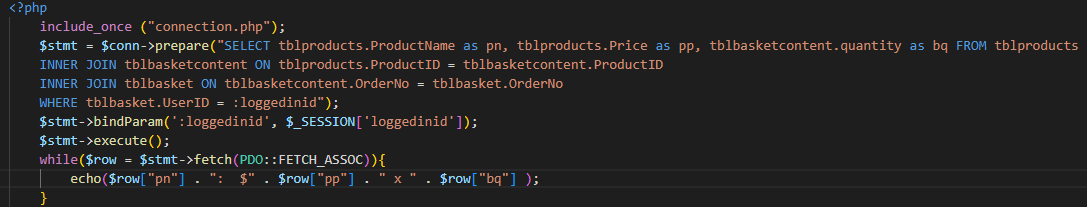 <?php
include_once ("connection.php");
$stmt = $conn->prepare("SELECT tblproducts.ProductName as pn, tblproducts.Price as pp, tblbasketcontent.quantity as bq FROM tblproducts
INNER JOIN tblbasketcontent ON tblproducts.ProductID = tblbasketcontent.ProductID
INNER JOIN tblbasket ON tblbasketcontent.OrderNo = tblbasket.OrderNo
WHERE tblbasket.UserID = :loggedinid");
$stmt->bindParam(':loggedinid', $_SESSION['loggedinid']);
$stmt->execute();
while($row = $stmt->fetch(PDO::FETCH_ASSOC)){
echo($row["pn"] . ":  $" . $row["pp"] . " x " . $row["bq"] );
}